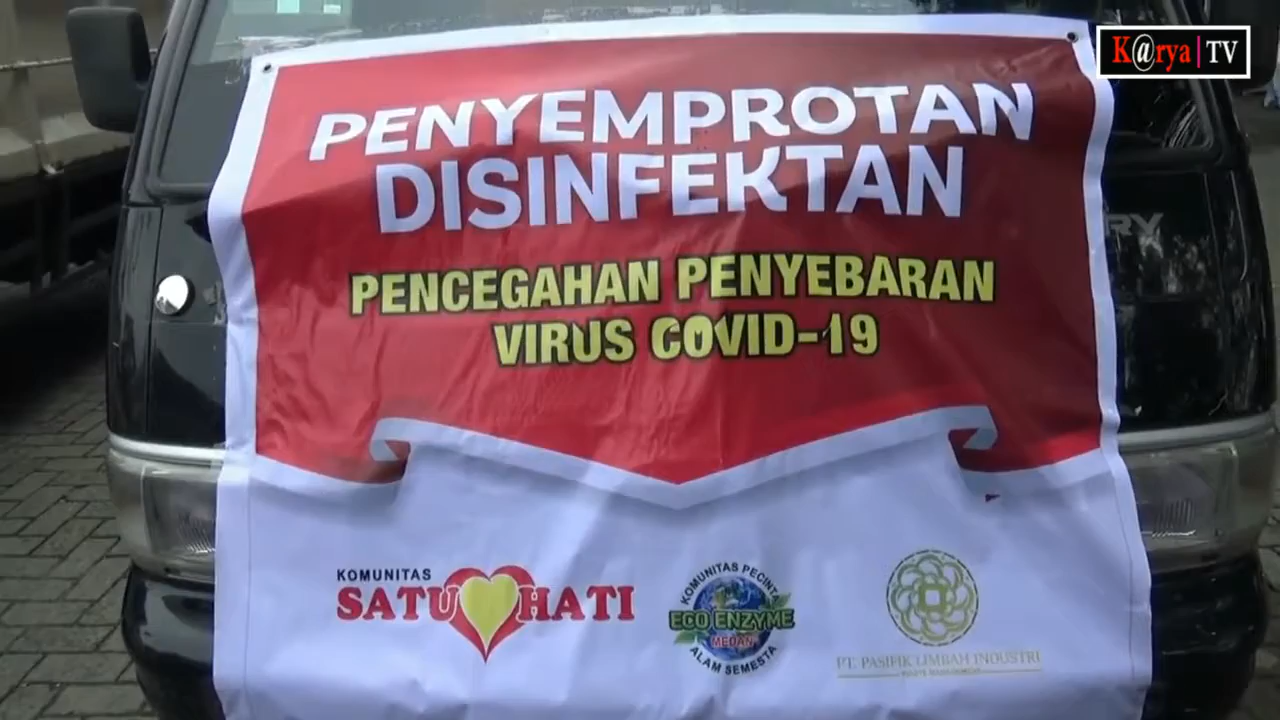 K@rya|TV
PENYEMPROTAN
DISINFEKTAN
PENCEGAHAN PENYEBARAN
VIRUS COVID-19
KOMUNITAS
SATU HATI
KOMUNITAS PECINTA
ECO ENZYME
MEDAN
ALAM SEMESTA
PT. PASIFIK LIMBAH INDUSTRI